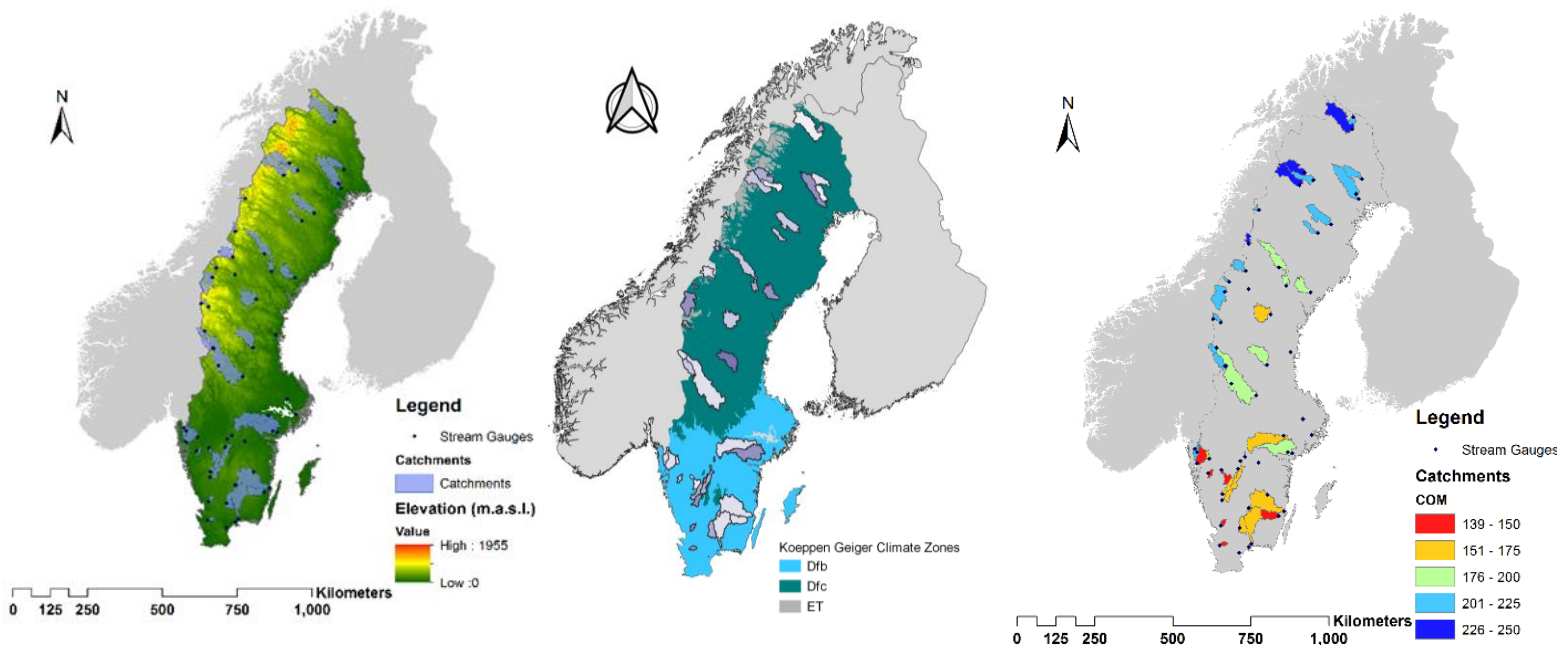 N
Legend
Stream Gauges
Catchments
Catchments
Elevation (m.a.s.l.)
Value
High : 1955
Low :0
Kilometers
0 125 250 500 750 1,000
Koeppen Geiger Climate Zones
Dfb
Dfc
ET
N
Legend
Stream Gauges
Catchments
COM
139 - 150
151 - 175
176 - 200
201 - 225
226 - 250
Kilometers
0 125 250 500 750 1,000